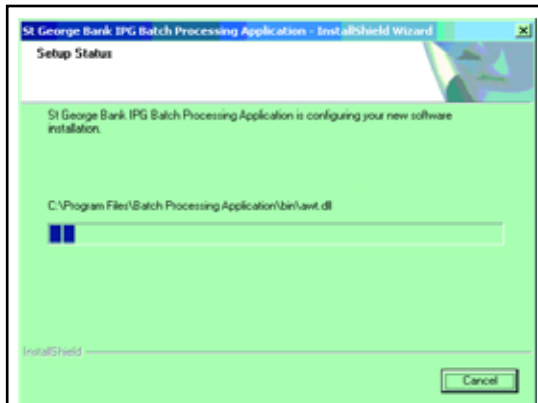 St George Bank IPG Batch Processing Application - InstallShield Wizard
Setup Status
St George Bank IPG Batch Processing Application is configuring your new software
installation.
C:\Program Files\Batch Processing Application\bin\awt.dll
InstallShield
Cancel